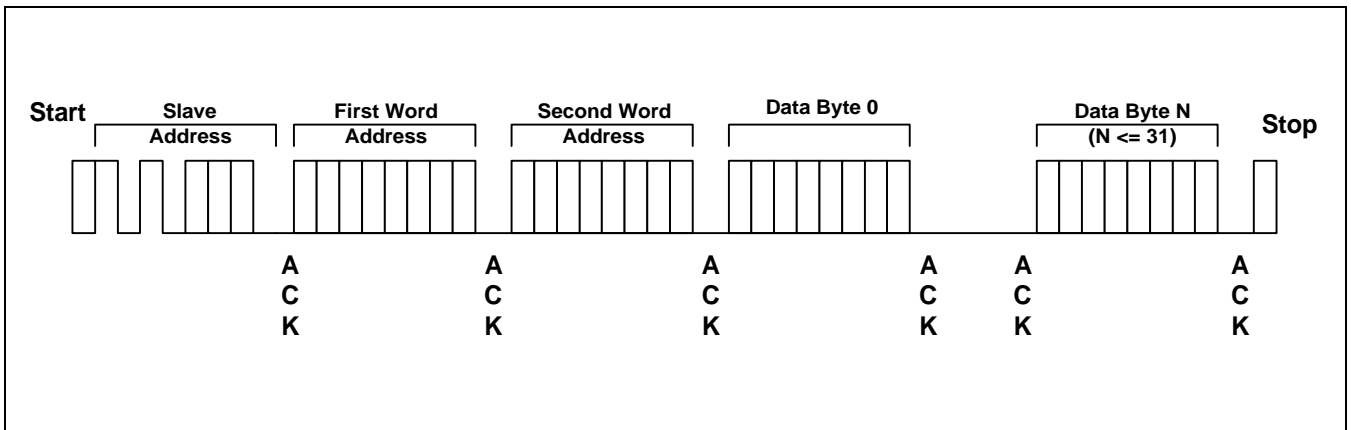 Start
Slave
Address
First Word
Address
Second Word
Address
Data Byte 0
Data Byte N
(N <= 31)
Stop
A
C
K
A
C
K
A
C
K
A
C
K
A
C
K
A
C
K